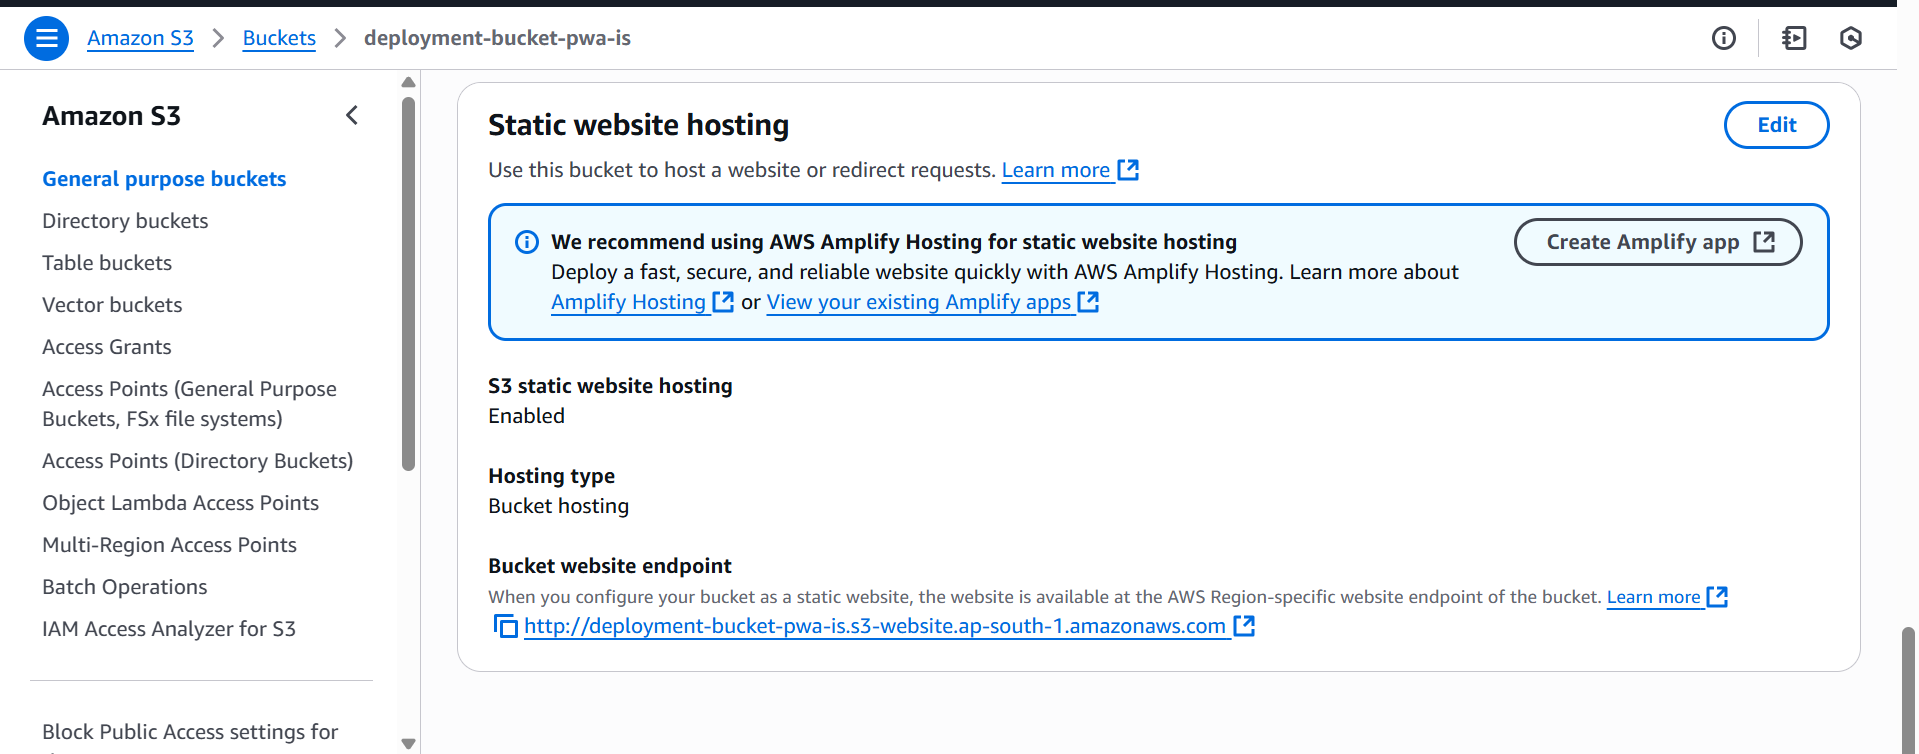 Amazon S3 > Buckets > deployment-bucket-pwa-is
Amazon S3
General purpose buckets
Directory buckets
Table buckets
Vector buckets
Access Grants
Access Points (General Purpose
Buckets, FSx file systems)
Access Points (Directory Buckets)
Object Lambda Access Points
Multi-Region Access Points
Batch Operations
IAM Access Analyzer for S3
Block Public Access settings for
Static website hosting
Edit
Use this bucket to host a website or redirect requests. Learn more
We recommend using AWS Amplify Hosting for static website hosting
Create Amplify app
Deploy a fast, secure, and reliable website quickly with AWS Amplify Hosting. Learn more about
Amplify Hosting or View your existing Amplify apps
S3 static website hosting
Enabled
Hosting type
Bucket hosting
Bucket website endpoint
When you configure your bucket as a static website, the website is available at the AWS Region-specific website endpoint of the bucket. Learn more
http://deployment-bucket-pwa-is.s3-website.ap-south-1.amazonaws.com